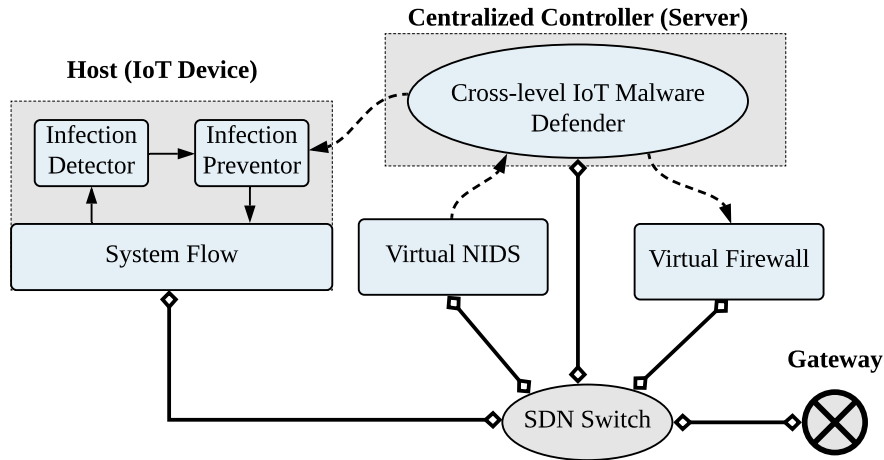 Centralized Controller (Server)
Host (IoT Device)
Cross-level IoT Malware
Defender
Infection
Detector
Infection
Preventor
System Flow
Virtual NIDS
Virtual Firewall
Gateway
SDN Switch